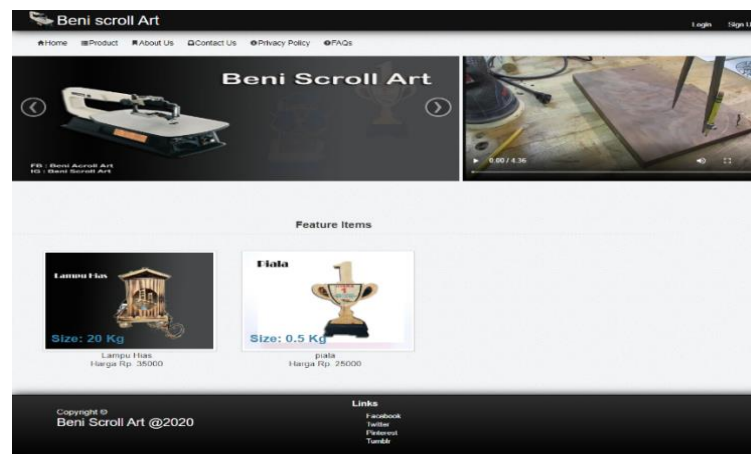 Beni scroll Art
Login Sign U
Home Product About Us Contact Us Privacy Policy FAQs
Beni Scroll Art
FB : Beni Acroll Art
IG : Beni Scroll Art
0:00 / 4:36
Feature Items
Lampu Hias
Size: 20 Kg
Lampu Hias
Harga Rp. 35000
Piala
1
Size: 0.5 Kg
piala
Harga Rp. 25000
Copyright ©
Beni Scroll Art @2020
Links
Facebook
Twitter
Pinterest
Tumblr